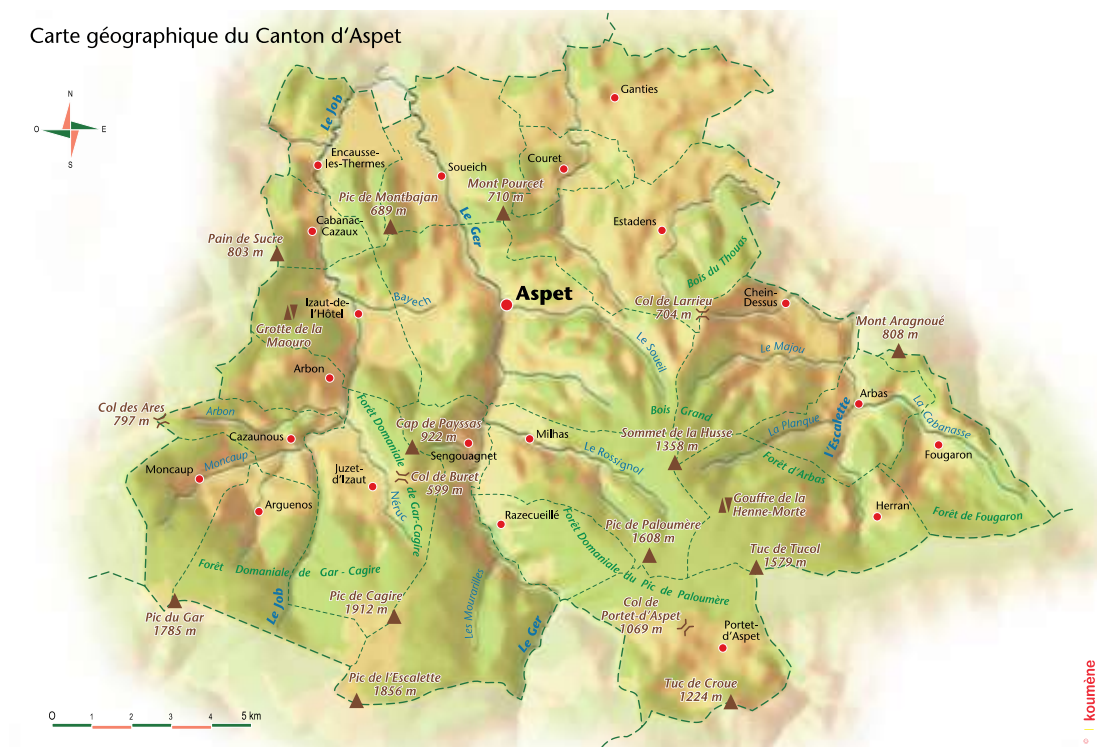 Carte géographique du Canton d'Aspet
N
O
E
S
Ganties
Le Job
Encausse-
les-Thermes
Soueich
Couret
Pic de Montbajan
689 m
Mont Pourcet
710 m
Le Ger
Cabanac-
Cazaux
Estadens
Pain de Sucre
803 m
Bois du Thouas
Aspet
Bayech
Izaut-de-
l'Hôtel
Col de Larrieu
704 m
Chein-
Dessus
Grotte de la
Maouro
Mont Aragnoué
808 m
Le Soueil
Le Majou
Arbon
Arbas
Col des Ares
797 m
Arbon
Forêt Domaniale
de Gar-Cagire
Cap de Payssas
922 m
Bois Grand
La Planque
l'Escalette
La Cabanasse
Cazaunous
Milhas
Sommet de la Husse
1358 m
Sengouagnet
Le Rossignol
Fougaron
Moncaup
Moncaup
Juzet-
d'Izaut
Col de Buret
599 m
Forêt d'Arbas
Néruc
Arguenos
Gouffre de la
Henne-Morte
Herran
Forêt de Fougaron
Razecueillé
Pic de Paloumère
1608 m
Forêt Domaniale du Pic de Paloumère
Tuc de Tucol
1579 m
Forêt Domaniale de Gar - Cagire
Pic de Cagire
1912 m
Col de
Portet-d'Aspet
1069 m
Pic du Gar
1785 m
Le Job
Les Mourarilles
Le Ger
Portet-
d'Aspet
Pic de l'Escalette
1856 m
Tuc de Croue
1224 m
0 1 2 3 4 5 km
© | koumène